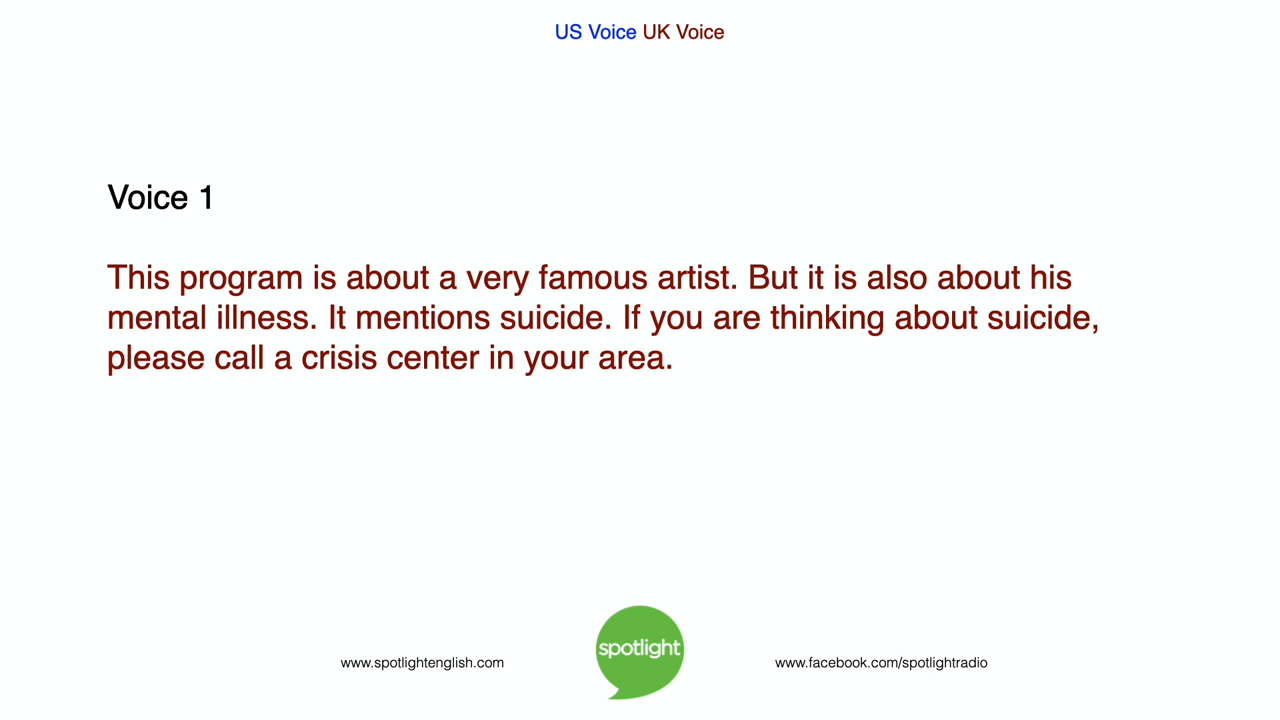 US Voice UK Voice
Voice 1
This program is about a very famous artist. But it is also about his
mental illness. It mentions suicide. If you are thinking about suicide,
please call a crisis center in your area.
spotlight
www.spotlightenglish.com
www.facebook.com/spotlightradio